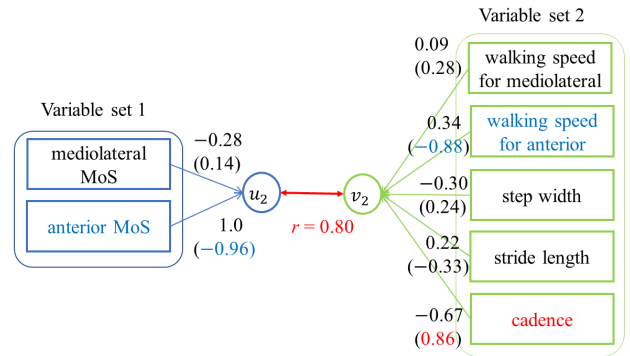 Variable set 2
0.09
(0.28)
walking speed
for mediolateral
Variable set 1
0.34
(−0.88)
walking speed
for anterior
−0.28
(0.14)
mediolateral
MoS
u₂
v₂
−0.30
(0.24)
step width
anterior MoS
1.0
(−0.96)
r = 0.80
0.22
(−0.33)
stride length
−0.67
(0.86)
cadence